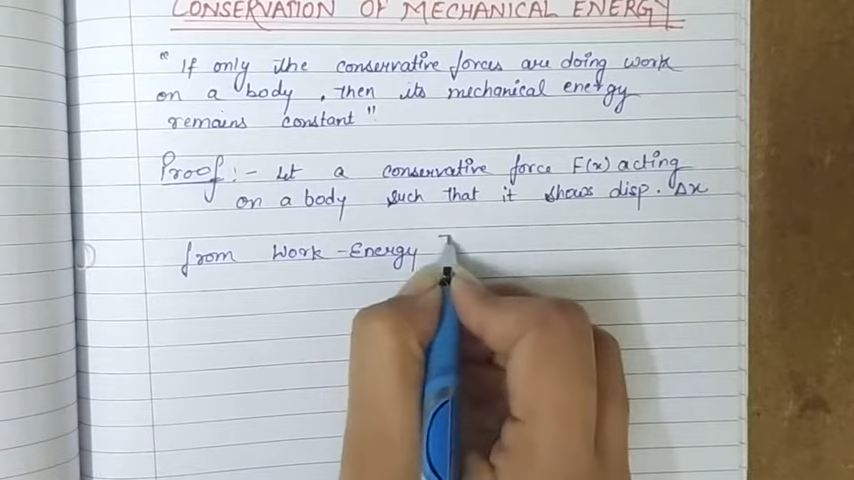 CONSERVATION OF MECHANICAL ENERGY
"If only the conservative forces are doing work
on a body, then its mechanical energy
remains constant"
Proof :- Let a conservative force F(x) acting
on a body such that it shows disp. Δx
from Work-Energy T